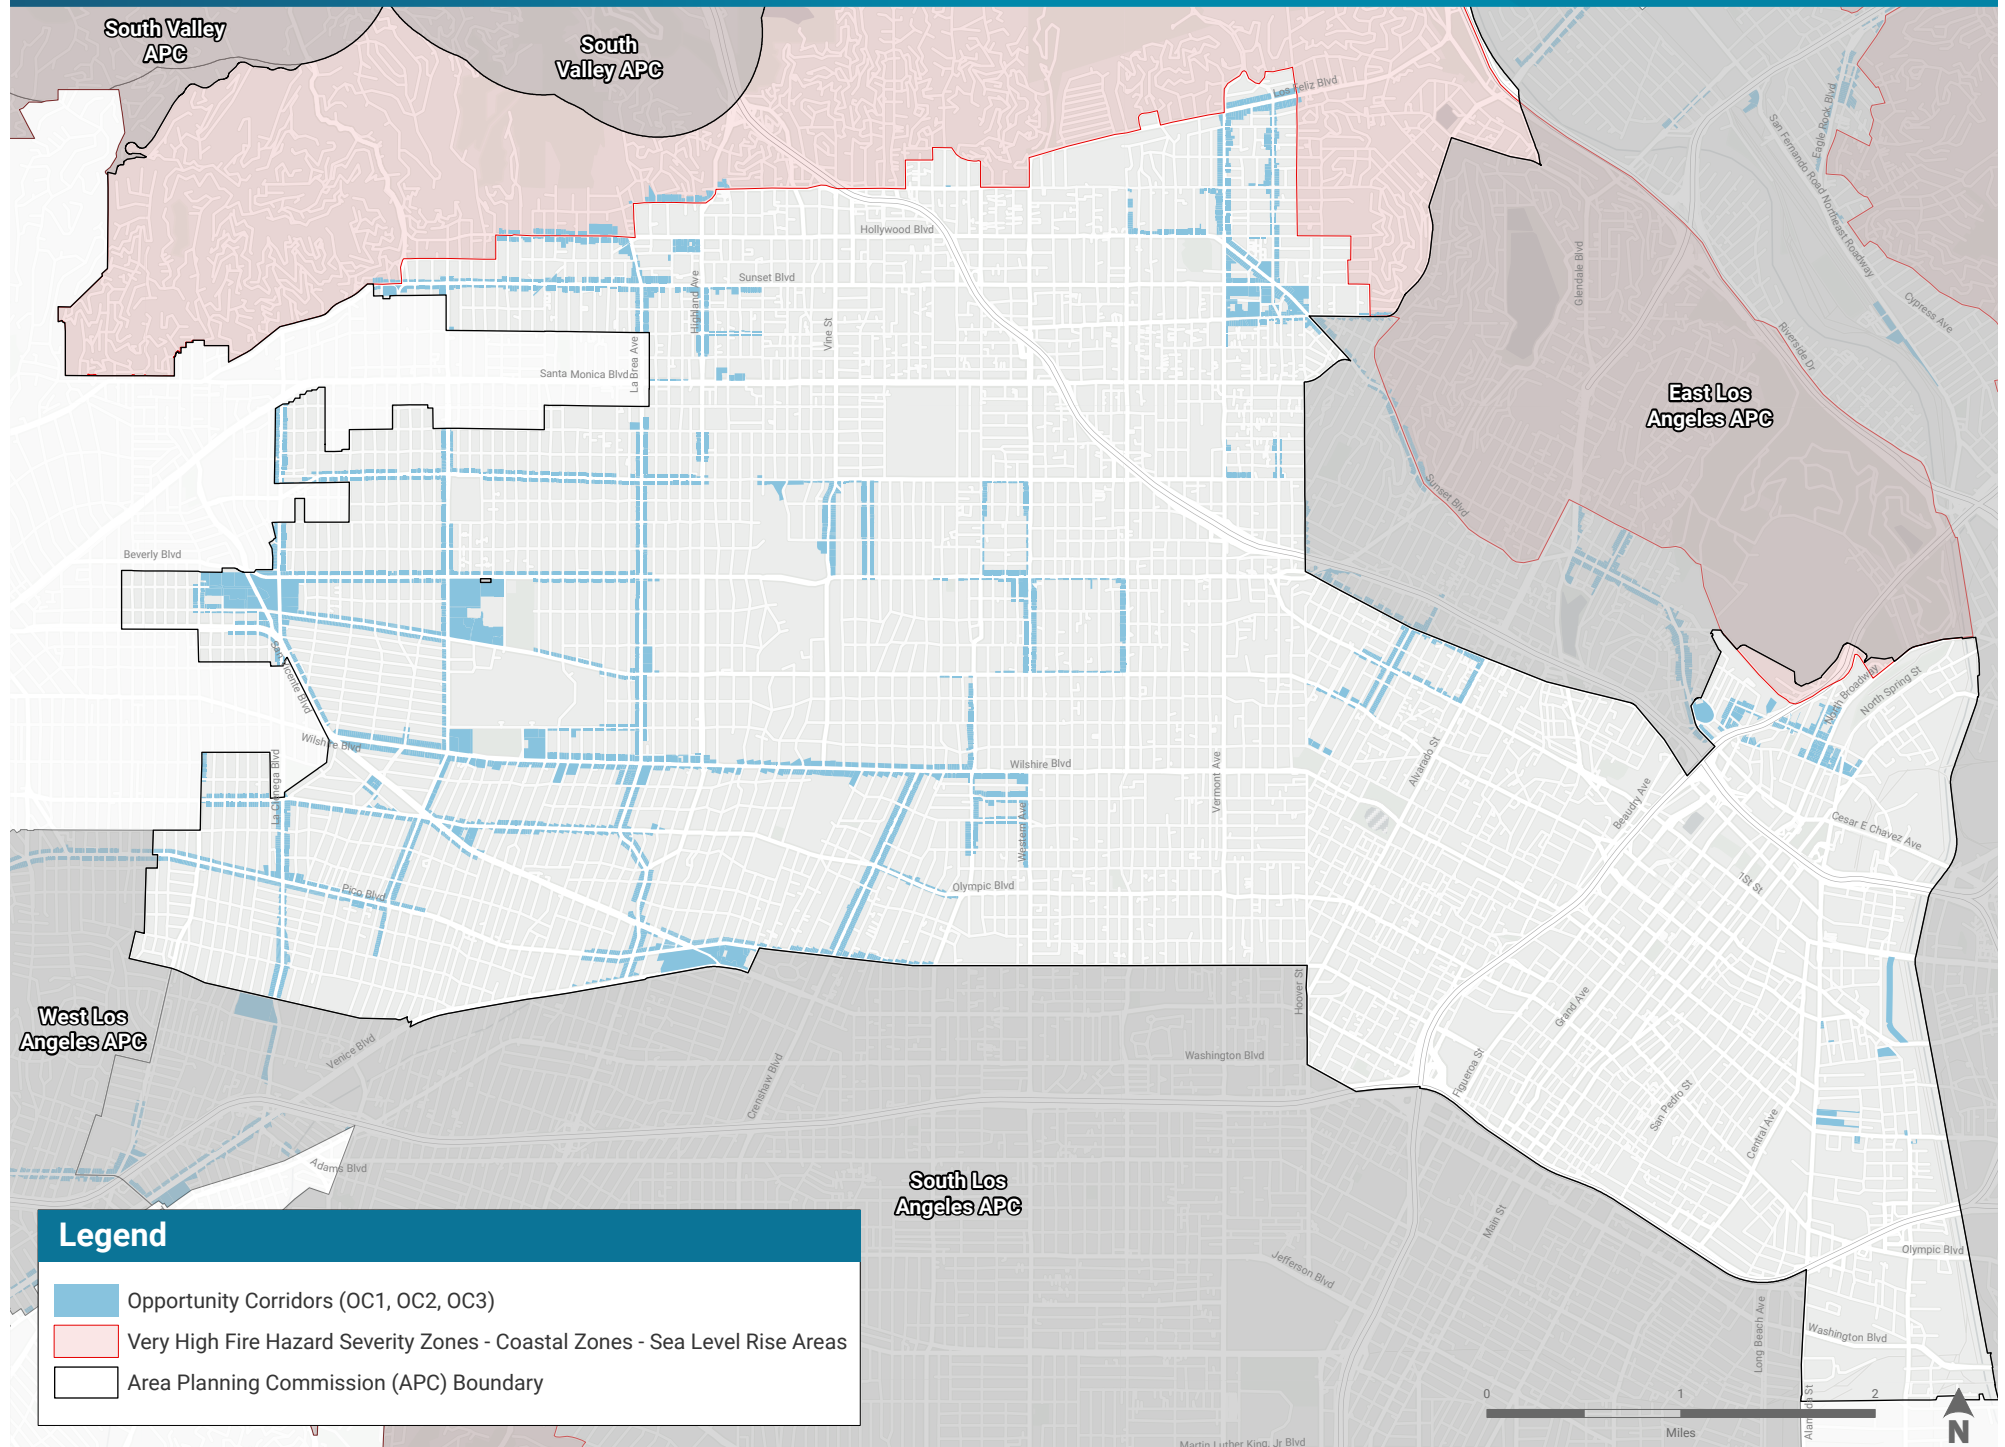 South Valley
APC
South
Valley APC
Los Feliz Blvd
Eagle Rock Blvd
San Fernando Road Northeast Roadway
Hollywood Blvd
Glendale Blvd
Sunset Blvd
Highland Ave
Cypress Ave
Vine St
Riverside Dr
La Brea Ave
Santa Monica Blvd
East Los
Angeles APC
Sunset Blvd
Beverly Blvd
San Vicente Blvd
North Broadway
North Spring St
Wilshire Blvd
Wilshire Blvd
La Cienega Blvd
Vermont Ave
Alvarado St
Beaudry Ave
Western Ave
Cesar E Chavez Ave
Pico Blvd
Olympic Blvd
1St St
Hoover St
Grand Ave
West Los
Angeles APC
Venice Blvd
Washington Blvd
Crenshaw Blvd
Figueroa St
San Pedro St
Central Ave
Adams Blvd
South Los
Angeles APC
Main St
Jefferson Blvd
Olympic Blvd
Long Beach Ave
Washington Blvd
Alameda St
Martin Luther King, Jr Blvd
Legend
Opportunity Corridors (OC1, OC2, OC3)
Very High Fire Hazard Severity Zones - Coastal Zones - Sea Level Rise Areas
Area Planning Commission (APC) Boundary
0 1 2
Miles
N